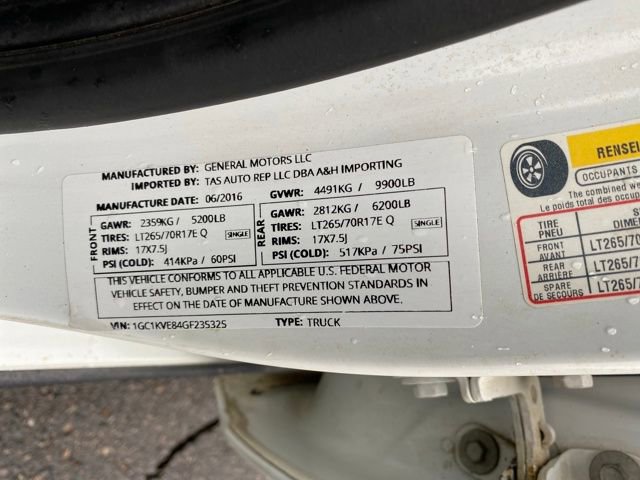 MANUFACTURED BY: GENERAL MOTORS LLC
IMPORTED BY: TAS AUTO REP LLC DBA A&H IMPORTING
MANUFACTURE DATE: 06/2016 GVWR: 4491KG / 9900LB
FRONT
GAWR: 2359KG / 5200LB
TIRES: LT265/70R17E Q SINGLE
RIMS: 17X7.5J
PSI (COLD): 414KPa / 60PSI
REAR
GAWR: 2812KG / 6200LB
TIRES: LT265/70R17E Q SINGLE
RIMS: 17X7.5J
PSI (COLD): 517KPa / 75PSI
THIS VEHICLE CONFORMS TO ALL APPLICABLE U.S. FEDERAL MOTOR
VEHICLE SAFETY, BUMPER AND THEFT PREVENTION STANDARDS IN
EFFECT ON THE DATE OF MANUFACTURE SHOWN ABOVE.
VIN: 1GC1KVE84GF235325 TYPE: TRUCK
RENSEI
OCCUPANTS
The combined w
Le poids total des occup
TIRE
PNEU
DIME
FRONT
AVANT
LT265/70
REAR
ARRIÈRE
LT265/7
SPARE
DE SECOURS
LT265/7